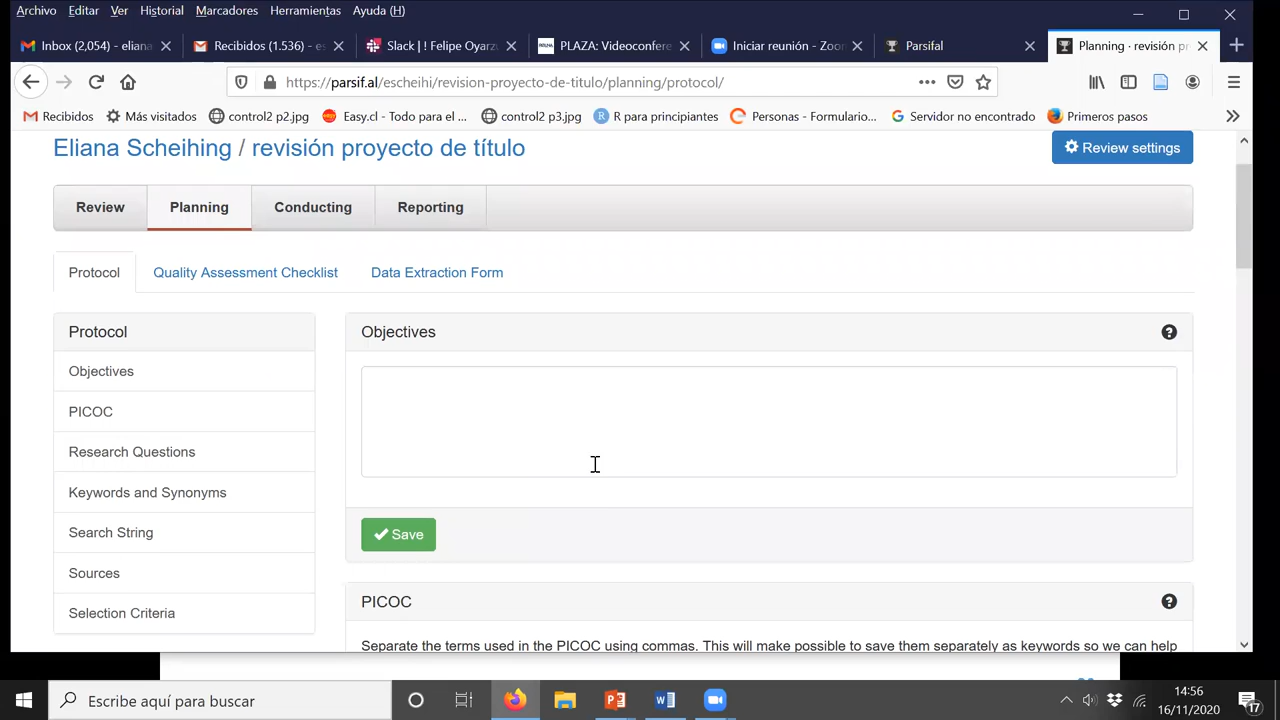 Archivo Editar Ver Historial Marcadores Herramientas Ayuda (H)
Inbox (2,054) - eliana Recibidos (1.536) - es Slack | ! Felipe Oyarzu PLAZA: Videoconfere Iniciar reunión - Zoom Parsifal Planning · revisión pr
https://parsif.al/escheihi/revision-proyecto-de-titulo/planning/protocol/
Recibidos Más visitados control2 p2.jpg Easy.cl - Todo para el ... control2 p3.jpg R para principiantes Personas - Formulario... Servidor no encontrado Primeros pasos
Eliana Scheihing / revisión proyecto de título
Review settings
Review Planning Conducting Reporting
Protocol Quality Assessment Checklist Data Extraction Form
Protocol
Objectives
PICOC
Research Questions
Keywords and Synonyms
Search String
Sources
Selection Criteria
Objectives
Save
PICOC
Separate the terms used in the PICOC using commas. This will make possible to save them separately as keywords so we can help
Escribe aquí para buscar
14:56
16/11/2020
17